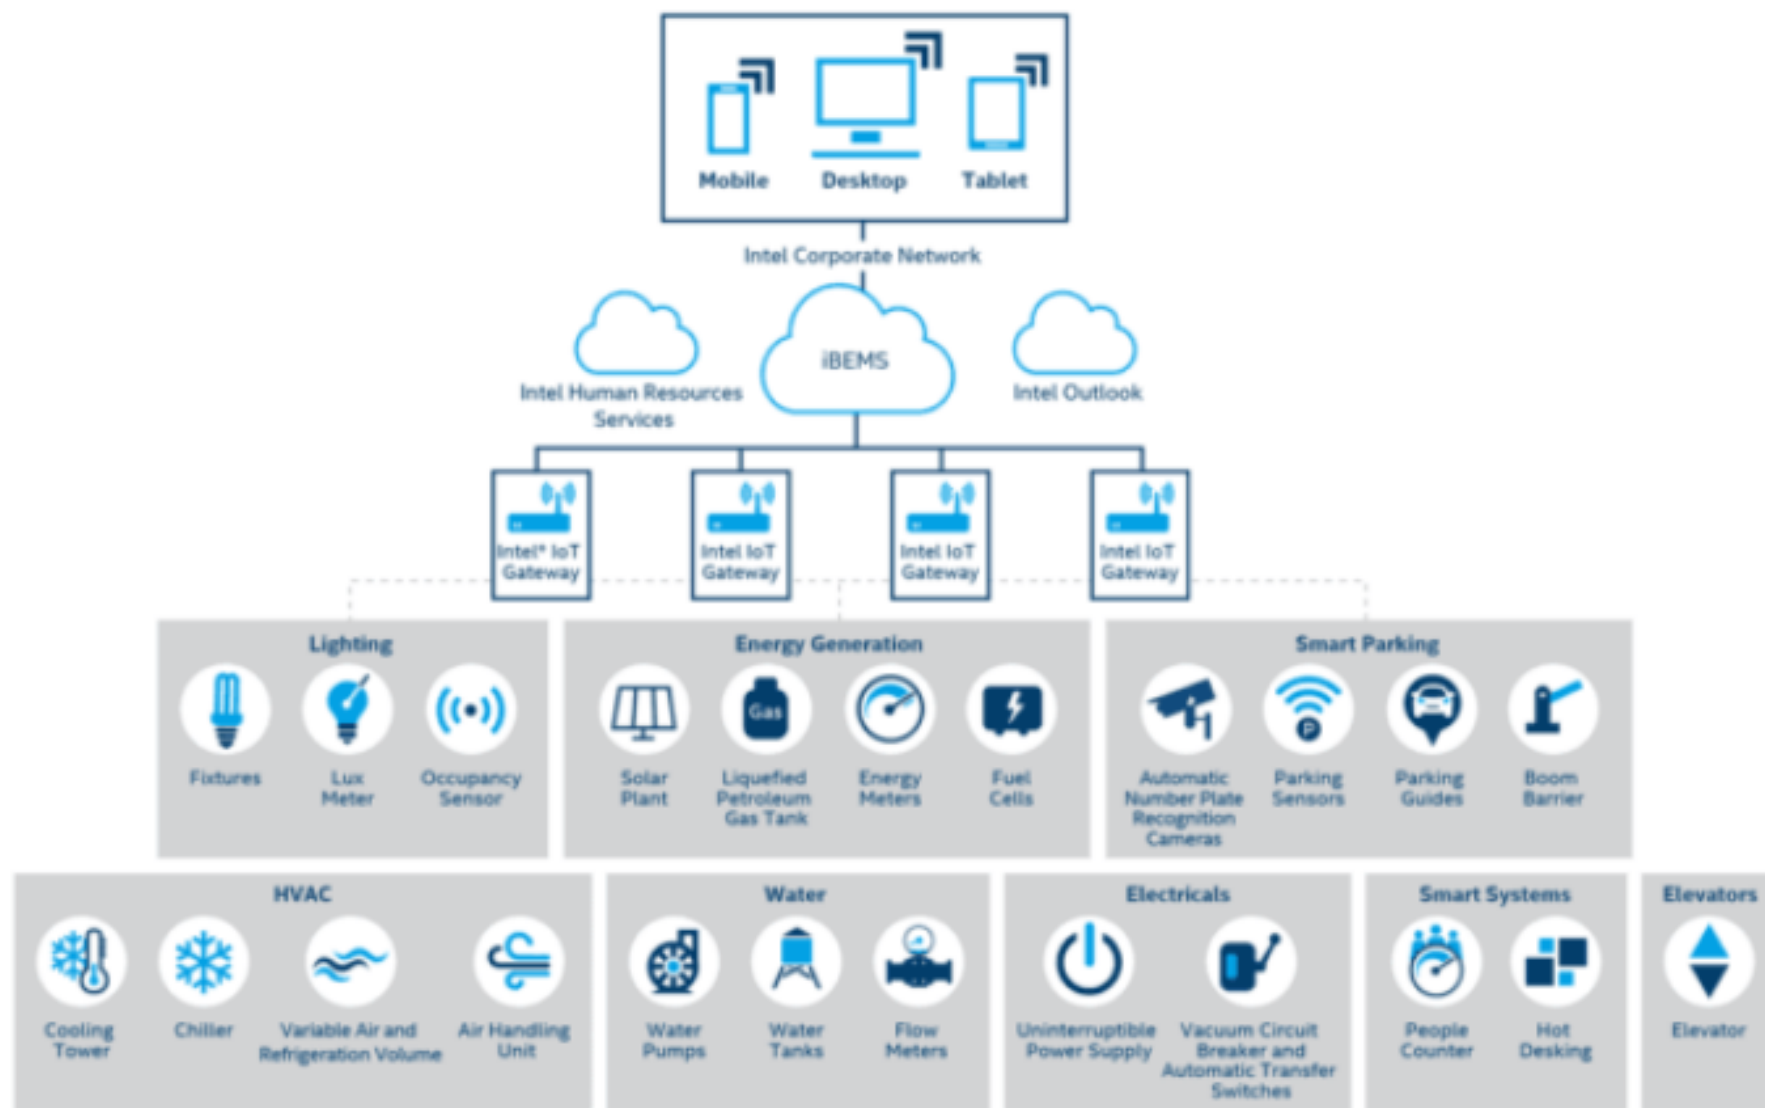 Mobile
Desktop
Tablet
Intel Corporate Network
iBEMS
Intel Human Resources
Services
Intel Outlook
Intel® IoT
Gateway
Intel IoT
Gateway
Intel IoT
Gateway
Intel IoT
Gateway
Lighting
Fixtures
Lux
Meter
Occupancy
Sensor
Energy Generation
Gas
Solar
Plant
Liquefied
Petroleum
Gas Tank
Energy
Meters
Fuel
Cells
Smart Parking
P
Automatic
Number Plate
Recognition
Cameras
Parking
Sensors
Parking
Guides
Boom
Barrier
HVAC
Cooling
Tower
Chiller
Variable Air and
Refrigeration Volume
Air Handling
Unit
Water
Water
Pumps
Water
Tanks
Flow
Meters
Electricals
Uninterruptible
Power Supply
Vacuum Circuit
Breaker and
Automatic Transfer
Switches
Smart Systems
People
Counter
Hot
Desking
Elevators
Elevator